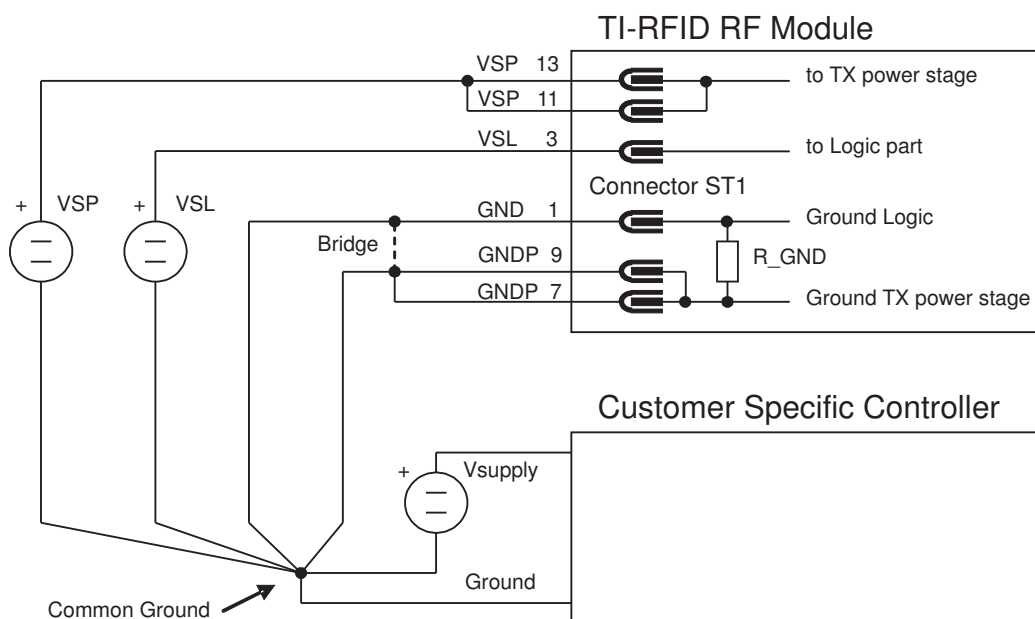 TI-RFID RF Module
VSP 13
to TX power stage
VSP 11
VSL 3
to Logic part
Connector ST1
+ VSP
+ VSL
GND 1
Ground Logic
Bridge
GNDP 9
R_GND
GNDP 7
Ground TX power stage
Customer Specific Controller
+ Vsupply
Ground
Common Ground